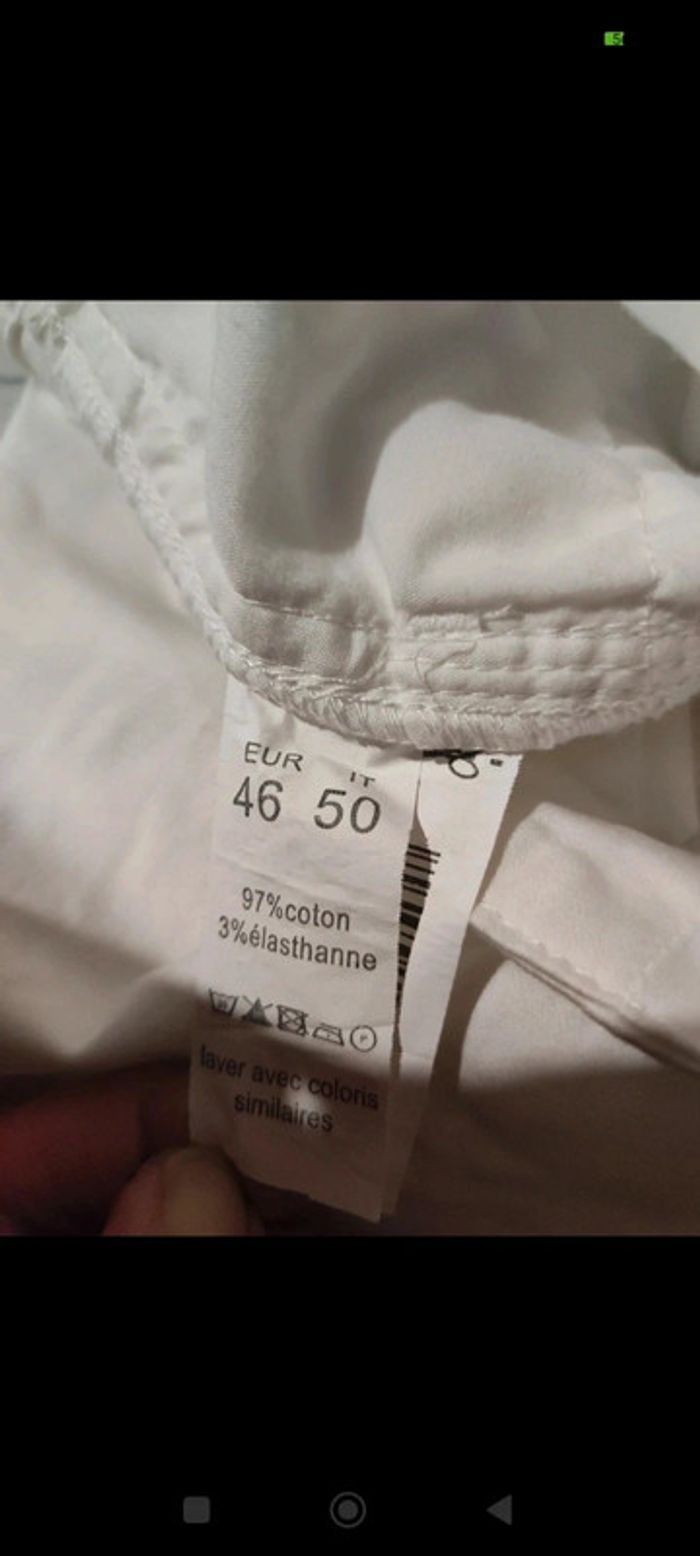 EUR IT
46 50
97%coton
3%élasthanne
P
laver avec coloris
similaires